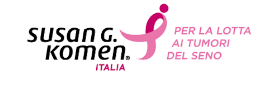 susan G.
komen®
ITALIA
PER LA LOTTA
AI TUMORI
DEL SENO